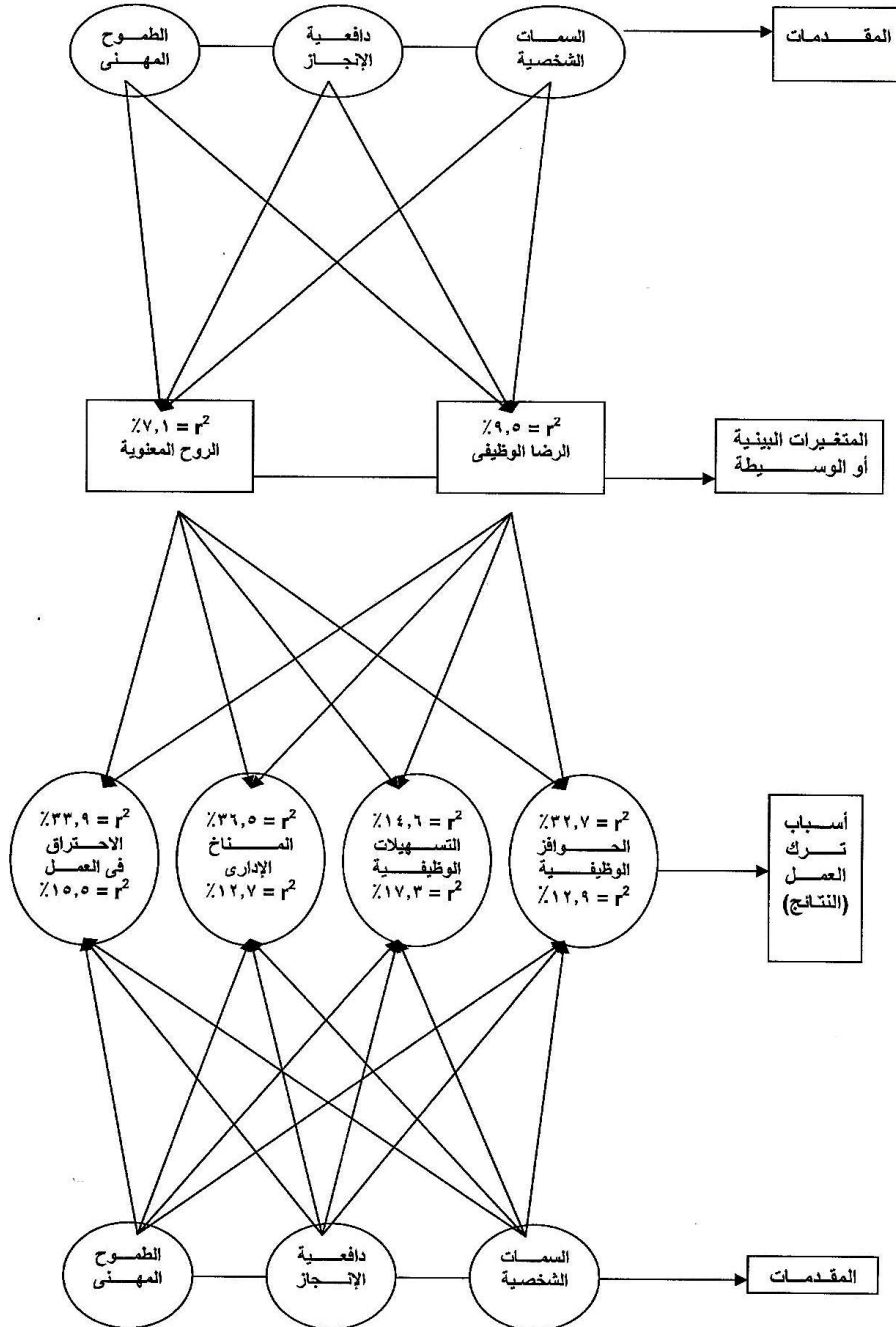 المقدمات
السمات
الشخصية
دافعية
الإنجاز
الطموح
المهنى
المتغيرات البينية
أو الوسيطة
٪٩,٥ = r²
الرضا الوظيفى
٪٧,١ = r²
الروح المعنوية
أسباب
ترك
العمل
(النتائج)
٪٣٢,٧ = r²
الحوافز
الوظيفية
٪١٢,٩ = r²
٪١٤,٦ = r²
التسهيلات
الوظيفية
٪١٧,٣ = r²
٪٣٦,٥ = r²
المناخ
الإدارى
٪١٢,٧ = r²
٪٣٣,٩ = r²
الاحتراق
فى العمل
٪١٥,٥ = r²
المقدمات
السمات
الشخصية
دافعية
الإنجاز
الطموح
المهنى